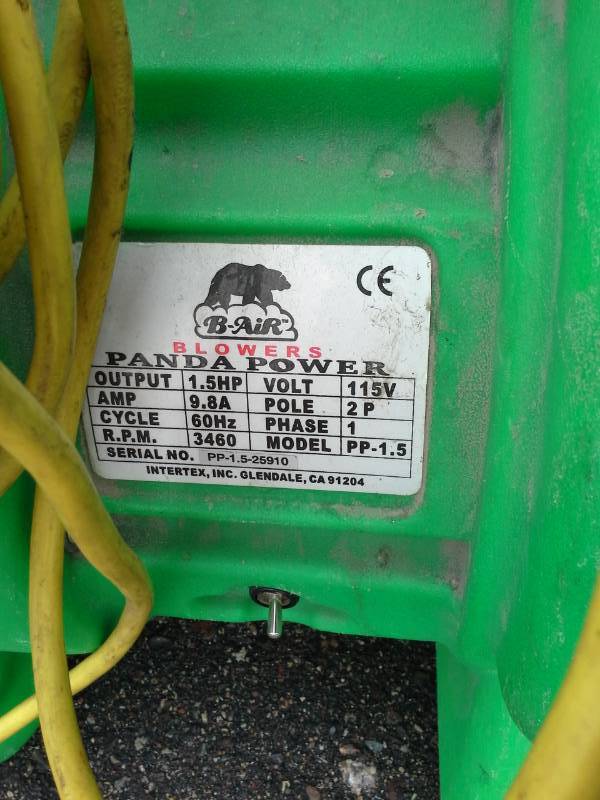 CE
B-AiR™
BLOWERS
PANDA POWER
OUTPUT 1.5HP VOLT 115V
AMP 9.8A POLE 2 P
CYCLE 60Hz PHASE 1
R.P.M. 3460 MODEL PP-1.5
SERIAL NO. PP-1.5-25910
INTERTEX, INC. GLENDALE, CA 91204